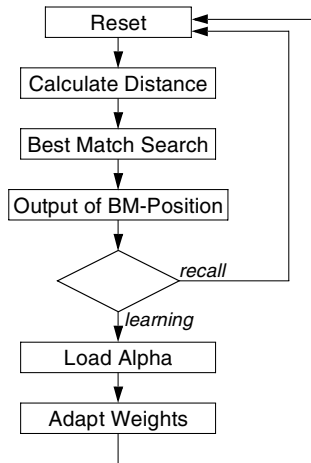 Reset
Calculate Distance
Best Match Search
Output of BM-Position
recall
learning
Load Alpha
Adapt Weights